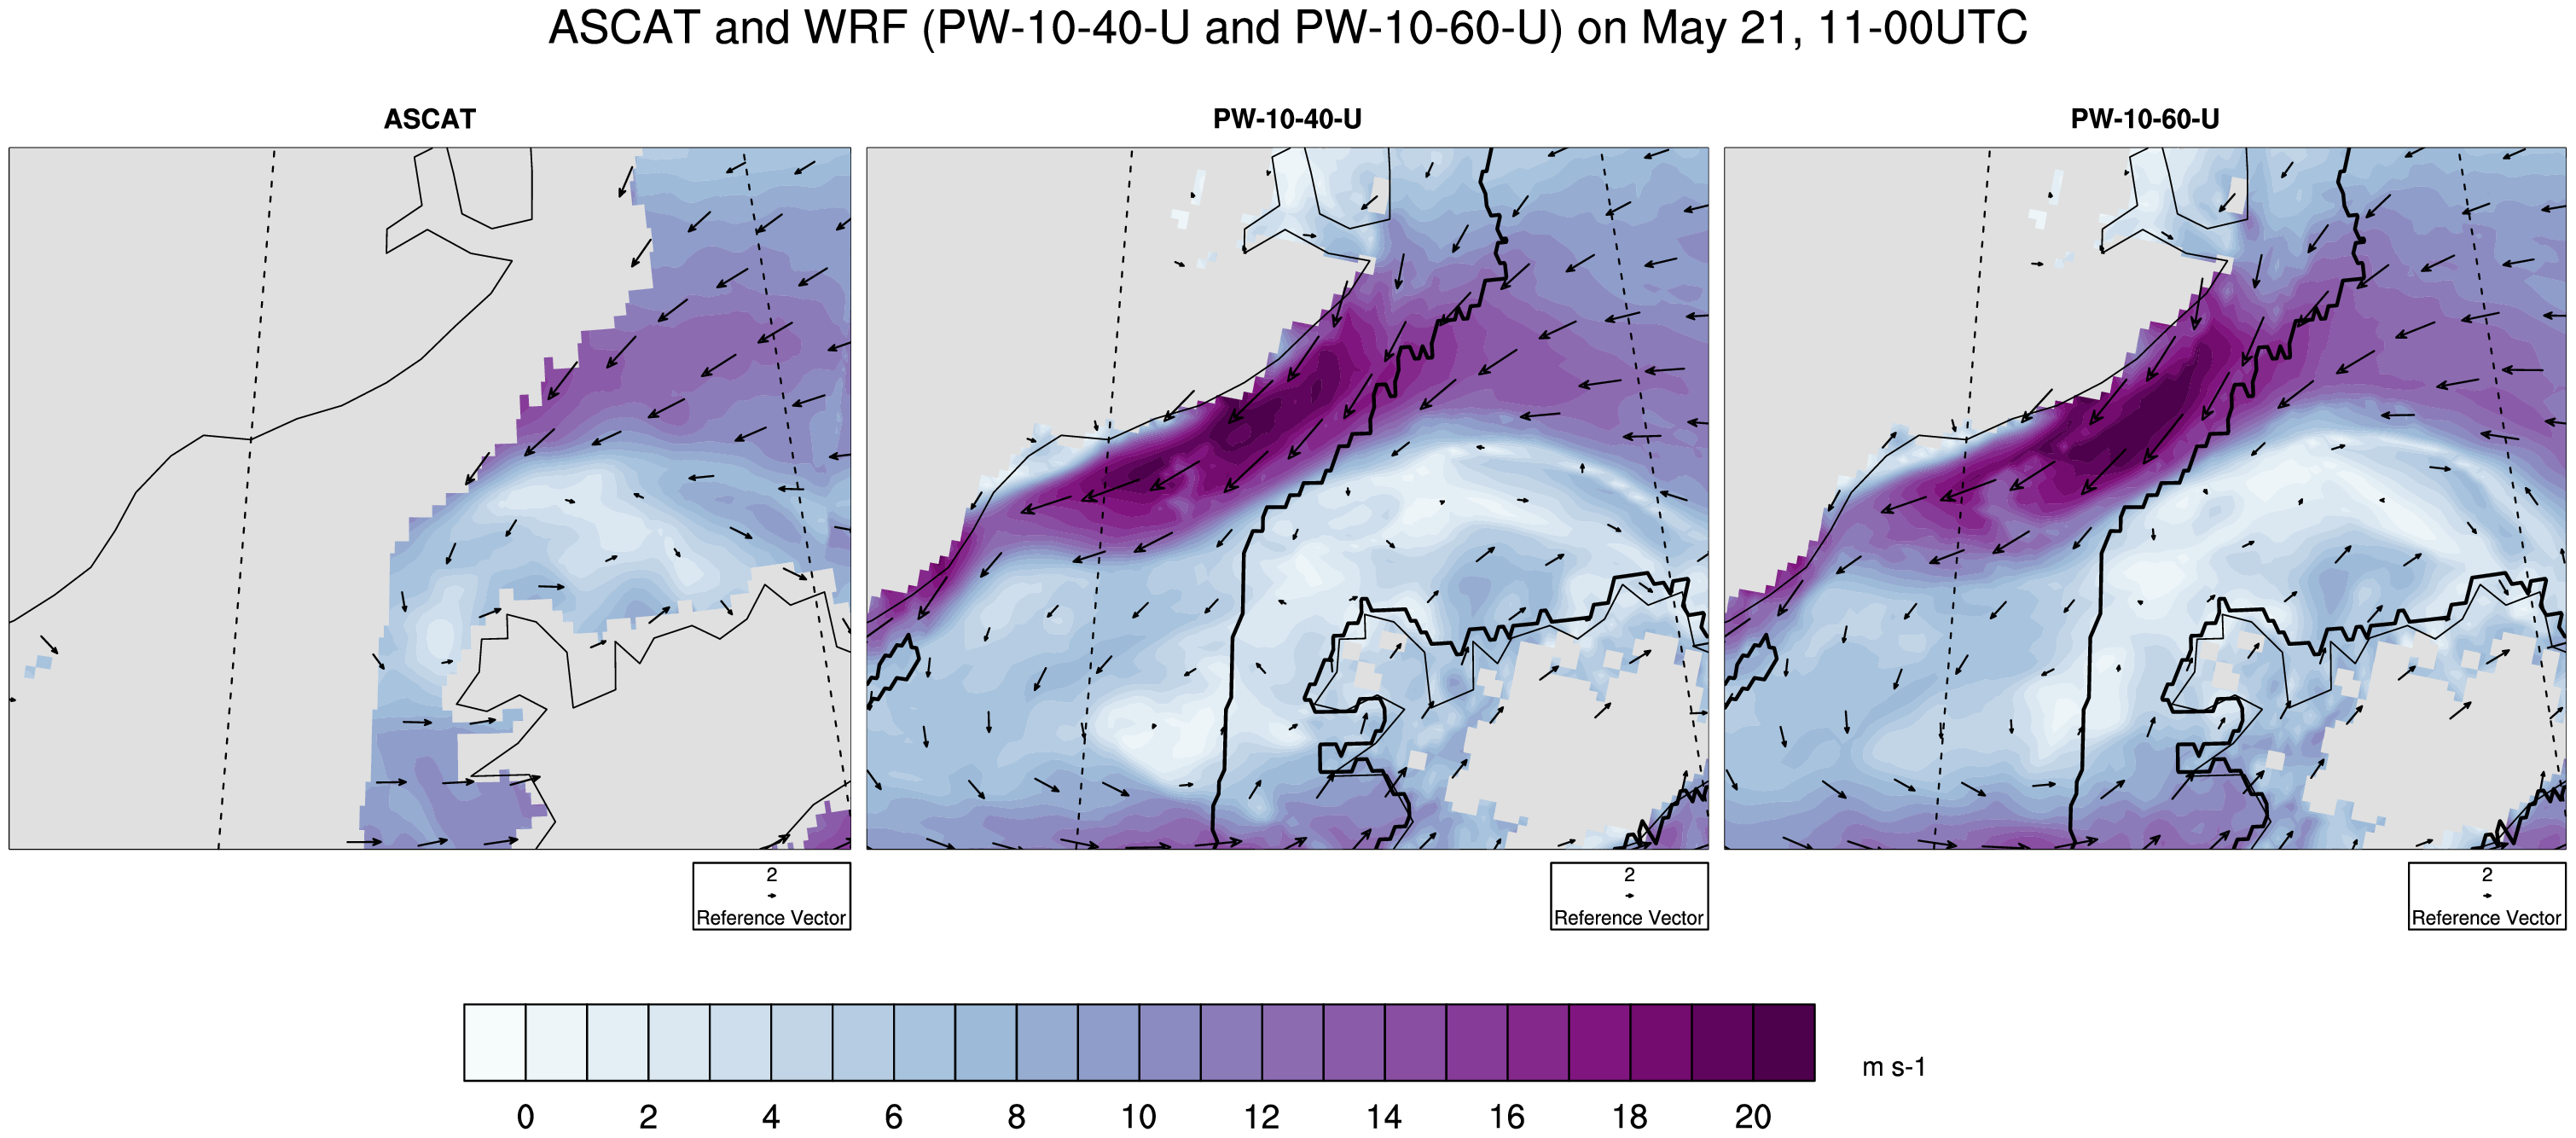 ASCAT and WRF (PW-10-40-U and PW-10-60-U) on May 21, 11-00UTC
ASCAT
PW-10-40-U
PW-10-60-U
2
Reference Vector
2
Reference Vector
2
Reference Vector
m s-1
0 2 4 6 8 10 12 14 16 18 20